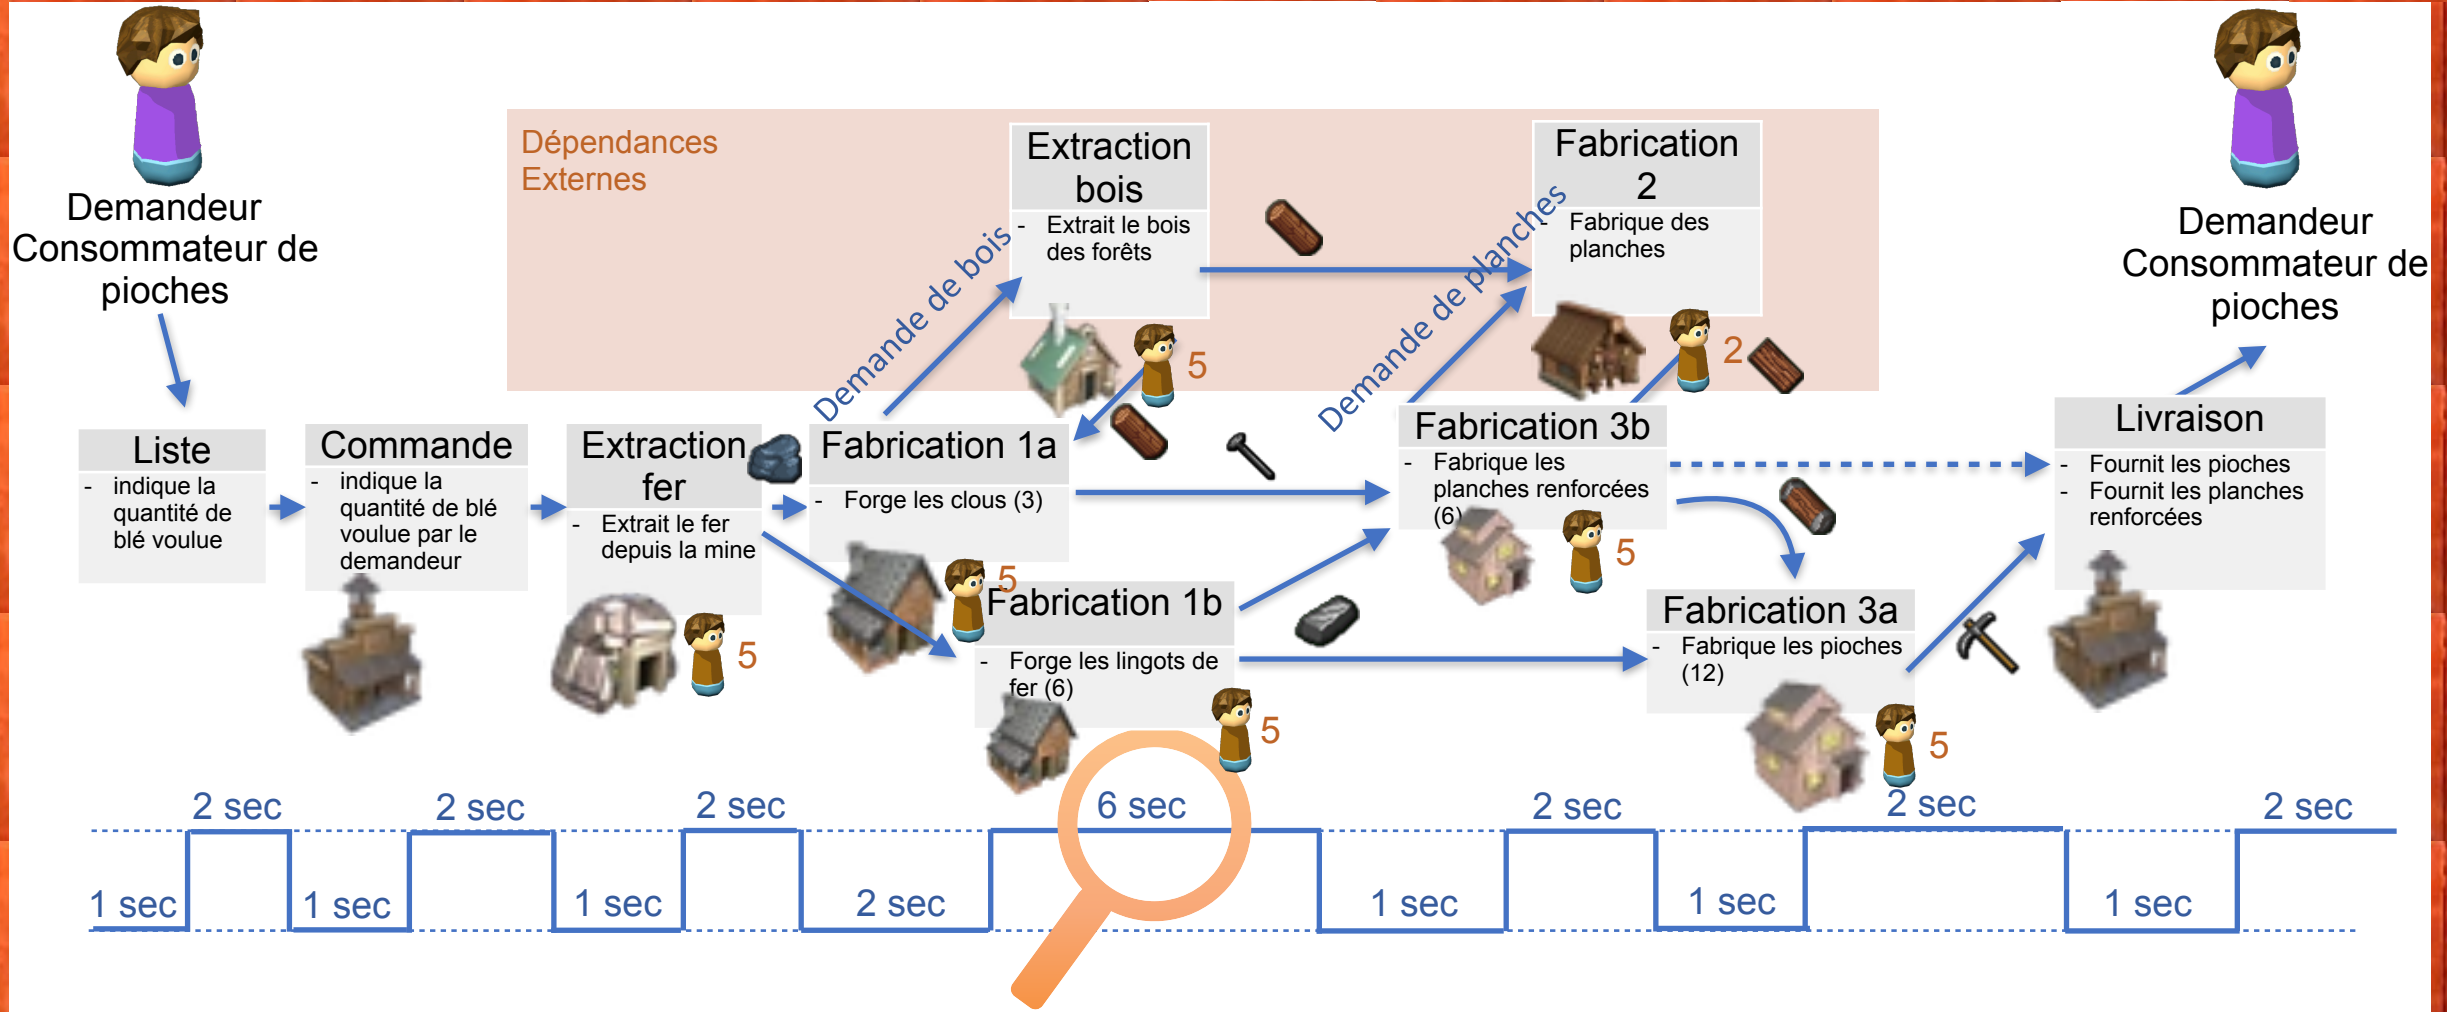 Demandeur
Consommateur de
pioches
Dépendances
Externes
Extraction
bois
- Extrait le bois
des forêts
5
Fabrication
2
- Fabrique des
planches
2
Demandeur
Consommateur de
pioches
Demande de bois
Demande de planches
Liste
- indique la
quantité de
blé voulue
Commande
- indique la
quantité de blé
voulue par le
demandeur
Extraction
fer
- Extrait le fer
depuis la mine
5
Fabrication 1a
- Forge les clous (3)
5
Fabrication 1b
- Forge les lingots de
fer (6)
5
Fabrication 3b
- Fabrique les
planches renforcées
(6)
5
Fabrication 3a
- Fabrique les pioches
(12)
5
Livraison
- Fournit les pioches
- Fournit les planches
renforcées
2 sec
2 sec
2 sec
6 sec
2 sec
2 sec
2 sec
1 sec
1 sec
1 sec
2 sec
1 sec
1 sec
1 sec